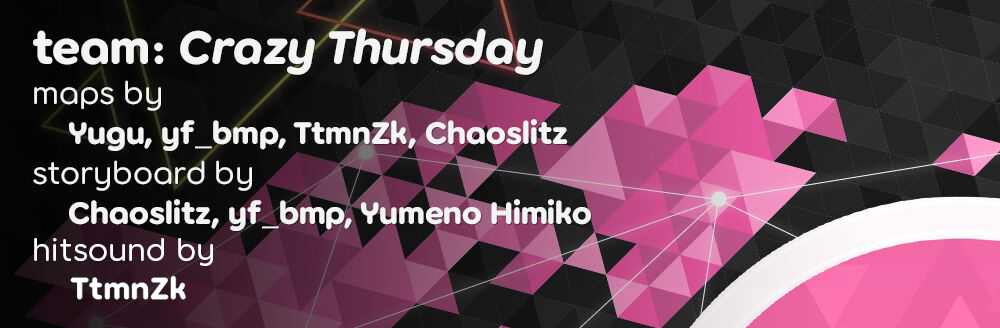 team: Crazy Thursday
maps by
Yugu, yf_bmp, TtmnZk, Chaoslitz
storyboard by
Chaoslitz, yf_bmp, Yumeno Himiko
hitsound by
TtmnZk